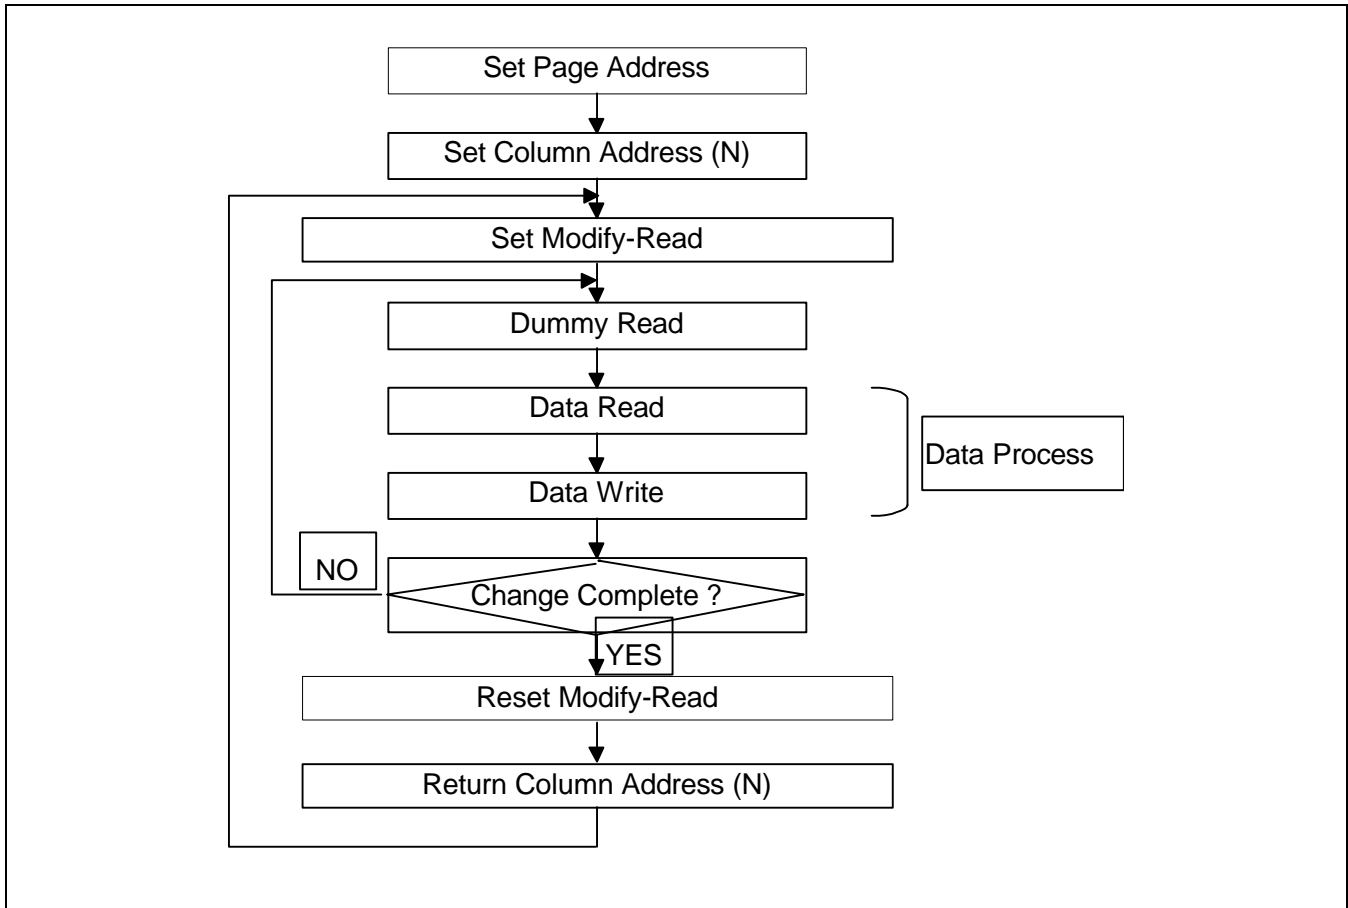 Set Page Address
Set Column Address (N)
Set Modify-Read
Dummy Read
Data Read
Data Process
Data Write
NO
Change Complete ?
YES
Reset Modify-Read
Return Column Address (N)